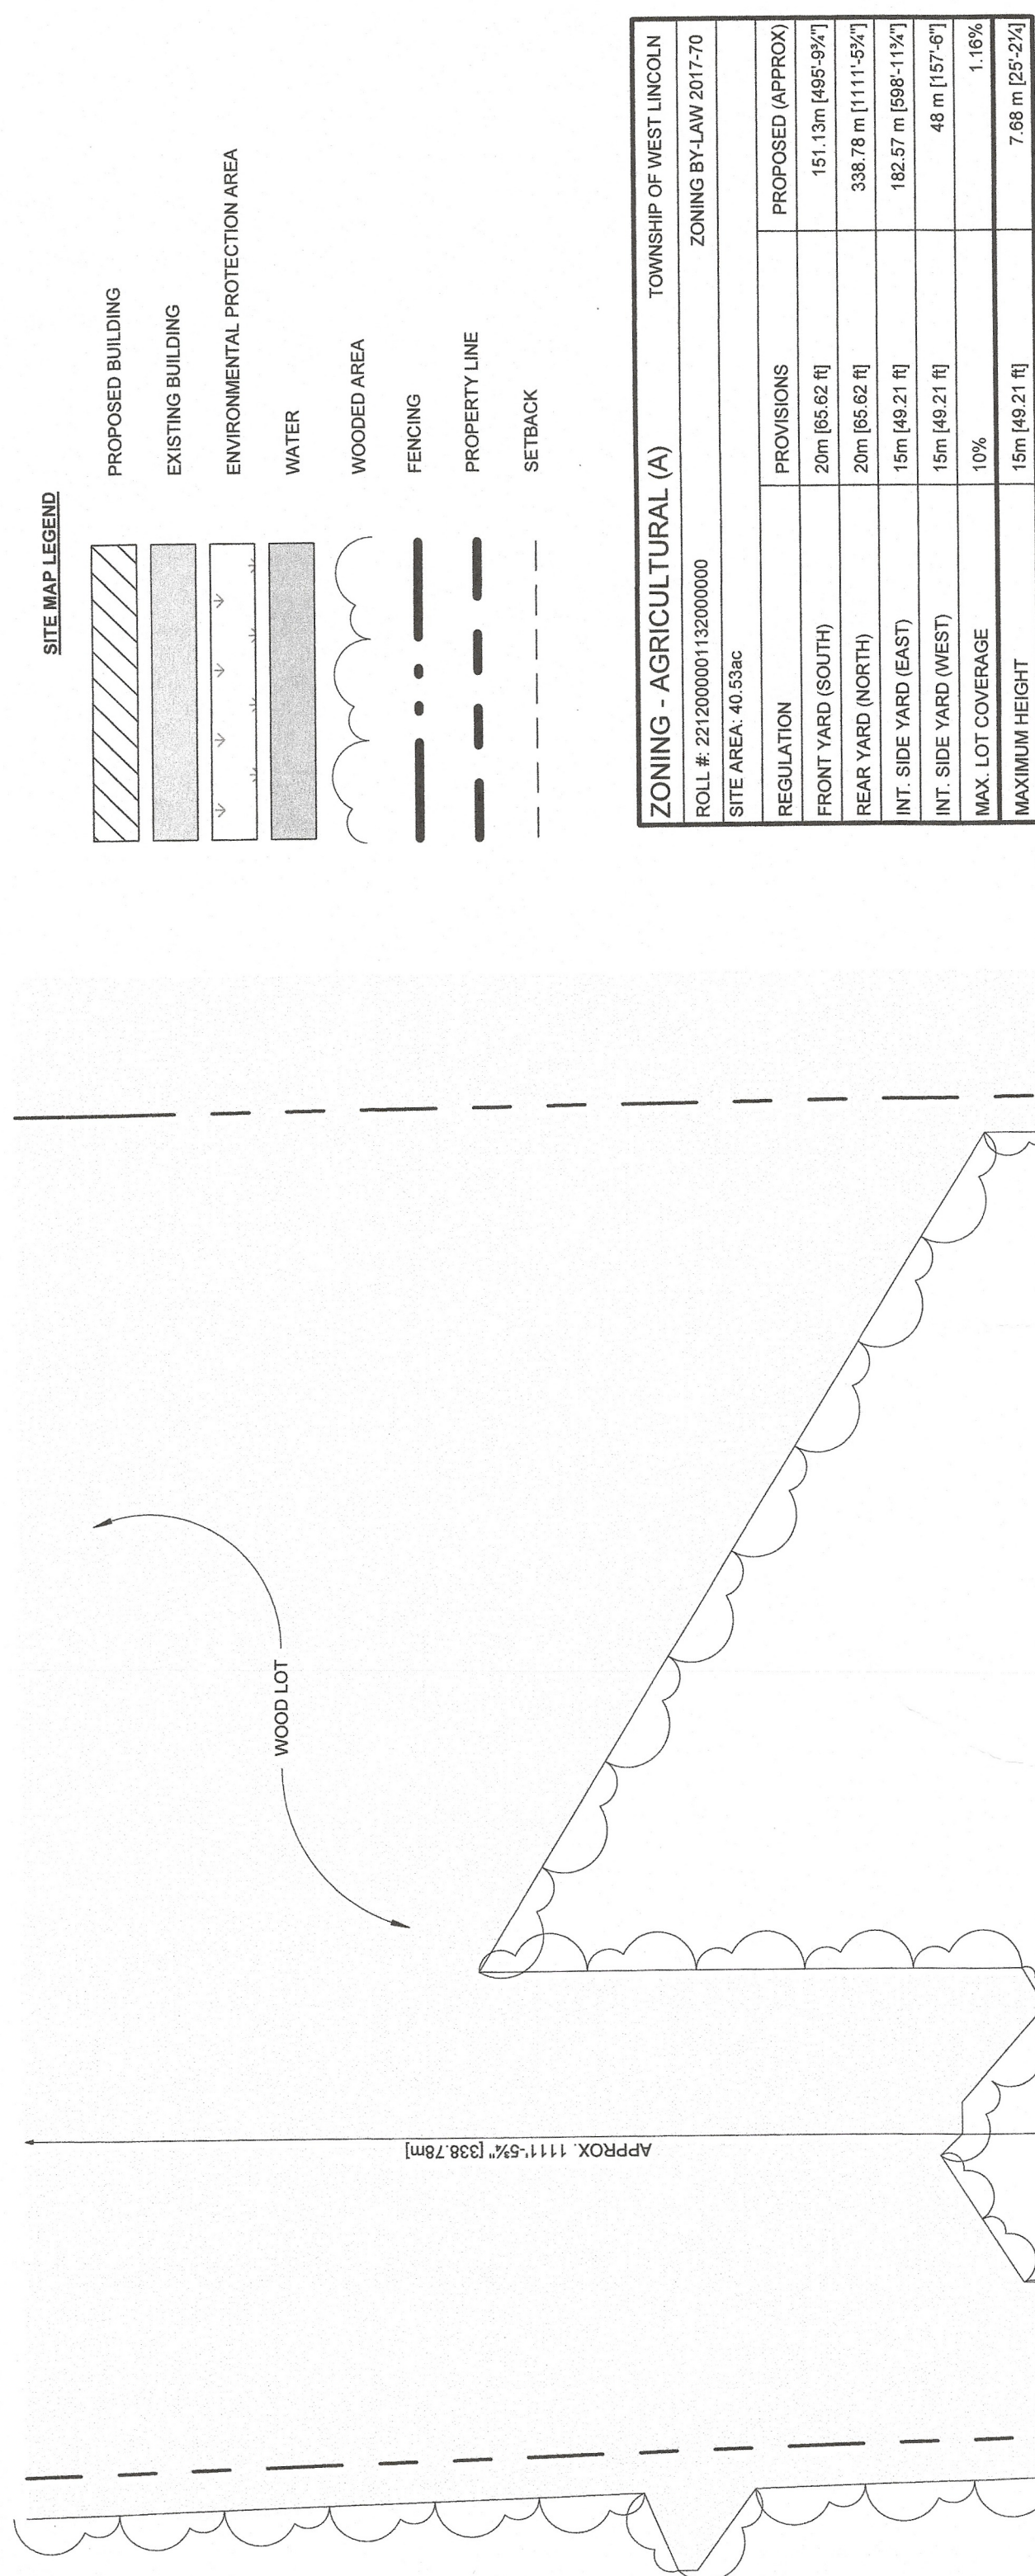 SITE MAP LEGEND
PROPOSED BUILDING
EXISTING BUILDING
ENVIRONMENTAL PROTECTION AREA
WATER
WOODED AREA
FENCING
PROPERTY LINE
SETBACK
ZONING - AGRICULTURAL (A) TOWNSHIP OF WEST LINCOLN
ROLL #: 2212000001132000000 ZONING BY-LAW 2017-70
SITE AREA: 40.53ac
REGULATION PROVISIONS PROPOSED (APPROX)
FRONT YARD (SOUTH) 20m [65.62 ft] 151.13m [495'-9¾"]
REAR YARD (NORTH) 20m [65.62 ft] 338.78 m [1111'-5¾"]
INT. SIDE YARD (EAST) 15m [49.21 ft] 182.57 m [598'-11¾"]
INT. SIDE YARD (WEST) 15m [49.21 ft] 48 m [157'-6"]
MAX. LOT COVERAGE 10% 1.16%
MAXIMUM HEIGHT 15m [49.21 ft] 7.68 m [25'-2¼]
WOOD LOT
APPROX. 1111'-5¾" [338.78m]